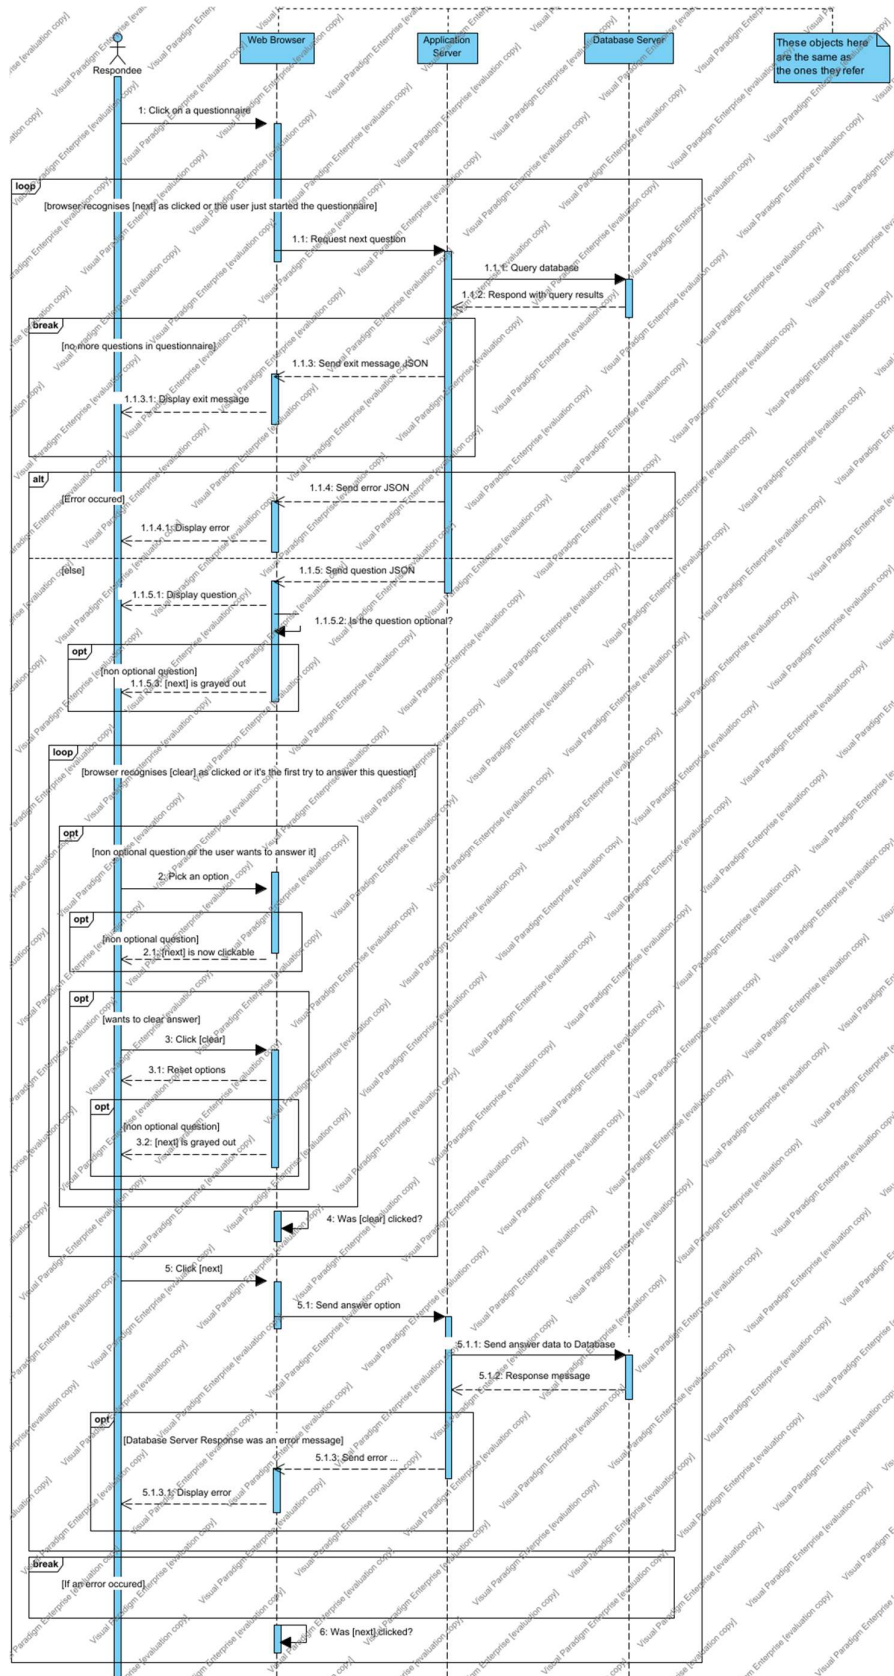 Web Browser
Application
Server
Database Server
These objects here
are the same as
the ones they refer
Respondee
1: Click on a questionnaire
loop
[browser recognises [next] as clicked or the user just started the questionnaire]
1.1: Request next question
1.1.1: Query database
1.1.2: Respond with query results
break
[no more questions in questionnaire]
1.1.3: Send exit message JSON
1.1.3.1: Display exit message
alt
1.1.4: Send error JSON
[Error occured]
1.1.4.1: Display error
[else]
1.1.5: Send question JSON
1.1.5.1: Display question
1.1.5.2: Is the question optional?
opt
[non optional question]
1.1.5.3: [next] is grayed out
loop
[browser recognises [clear] as clicked or it's the first try to answer this question]
opt
[non optional question or the user wants to answer it]
2: Pick an option
opt
[non optional question]
2.1: [next] is now clickable
opt
[wants to clear answer]
3: Click [clear]
3.1: Reset options
opt
[non optional question]
3.2: [next] is grayed out
4: Was [clear] clicked?
5: Click [next]
5.1: Send answer option
5.1.1: Send answer data to Database
5.1.2: Response message
opt
[Database Server Response was an error message]
5.1.3: Send error ...
5.1.3.1: Display error
break
[If an error occured]
6: Was [next] clicked?
Visual Paradigm Enterprise [evaluation copy]